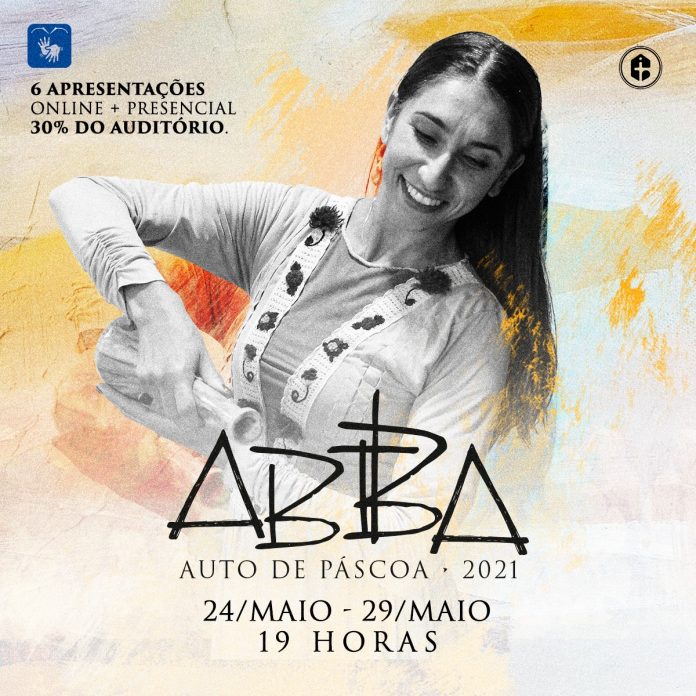 6 APRESENTAÇÕES
ONLINE + PRESENCIAL
30% DO AUDITÓRIO.
ABBA
AUTO DE PÁSCOA • 2021
24/MAIO - 29/MAIO
19 HORAS